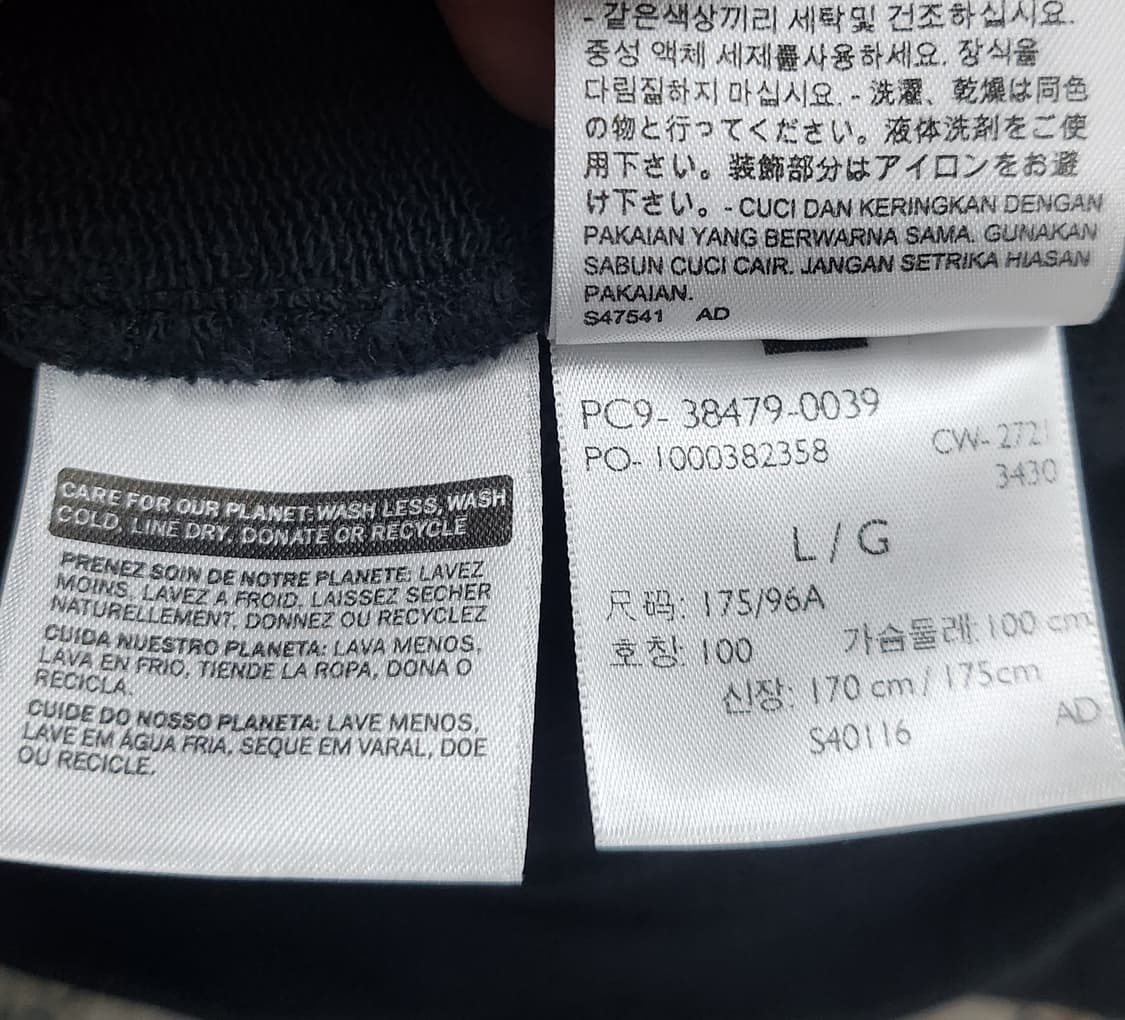 - 같은색상끼리 세탁및 건조하십시요.
중성 액체 세제를사용하세요. 장식을
다림질하지 마십시요. - 洗濯、乾燥は同色
の物と行ってください。液体洗剤をご使
用下さい。装飾部分はアイロンをお避
け下さい。- CUCI DAN KERINGKAN DENGAN
PAKAIAN YANG BERWARNA SAMA. GUNAKAN
SABUN CUCI CAIR. JANGAN SETRIKA HIASAN
PAKAIAN.
S47541 AD
CARE FOR OUR PLANET: WASH LESS, WASH
COLD, LINE DRY, DONATE OR RECYCLE
PRENEZ SOIN DE NOTRE PLANETE: LAVEZ
MOINS, LAVEZ A FROID, LAISSEZ SECHER
NATURELLEMENT, DONNEZ OU RECYCLEZ
CUIDA NUESTRO PLANETA: LAVA MENOS,
LAVA EN FRIO, TIENDE LA ROPA, DONA O
RECICLA.
CUIDE DO NOSSO PLANETA: LAVE MENOS,
LAVE EM ÁGUA FRIA, SEQUE EM VARAL, DOE
OU RECICLE.
PC9- 38479-0039
PO- 1000382358
CW- 2721
3430
L / G
尺码: 175/96A
호칭: 100 가슴둘레: 100 cm
신장: 170 cm / 175cm
S40116 AD